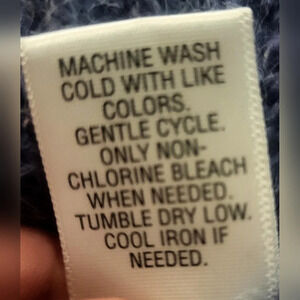 MACHINE WASH
COLD WITH LIKE
COLORS.
GENTLE CYCLE.
ONLY NON-
CHLORINE BLEACH
WHEN NEEDED.
TUMBLE DRY LOW.
COOL IRON IF
NEEDED.